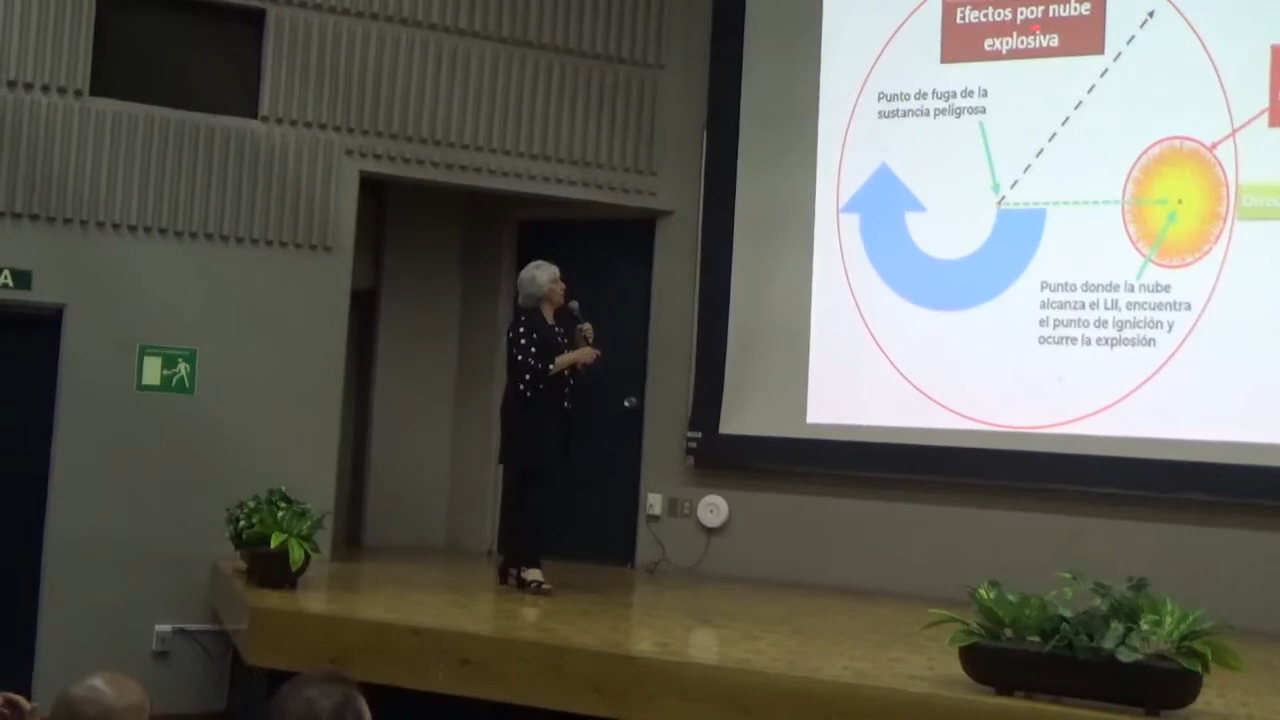 Efectos por nube
explosiva
Punto de fuga de la
sustancia peligrosa
Punto donde la nube
alcanza el LII, encuentra
el punto de ignición y
ocurre la explosión
A